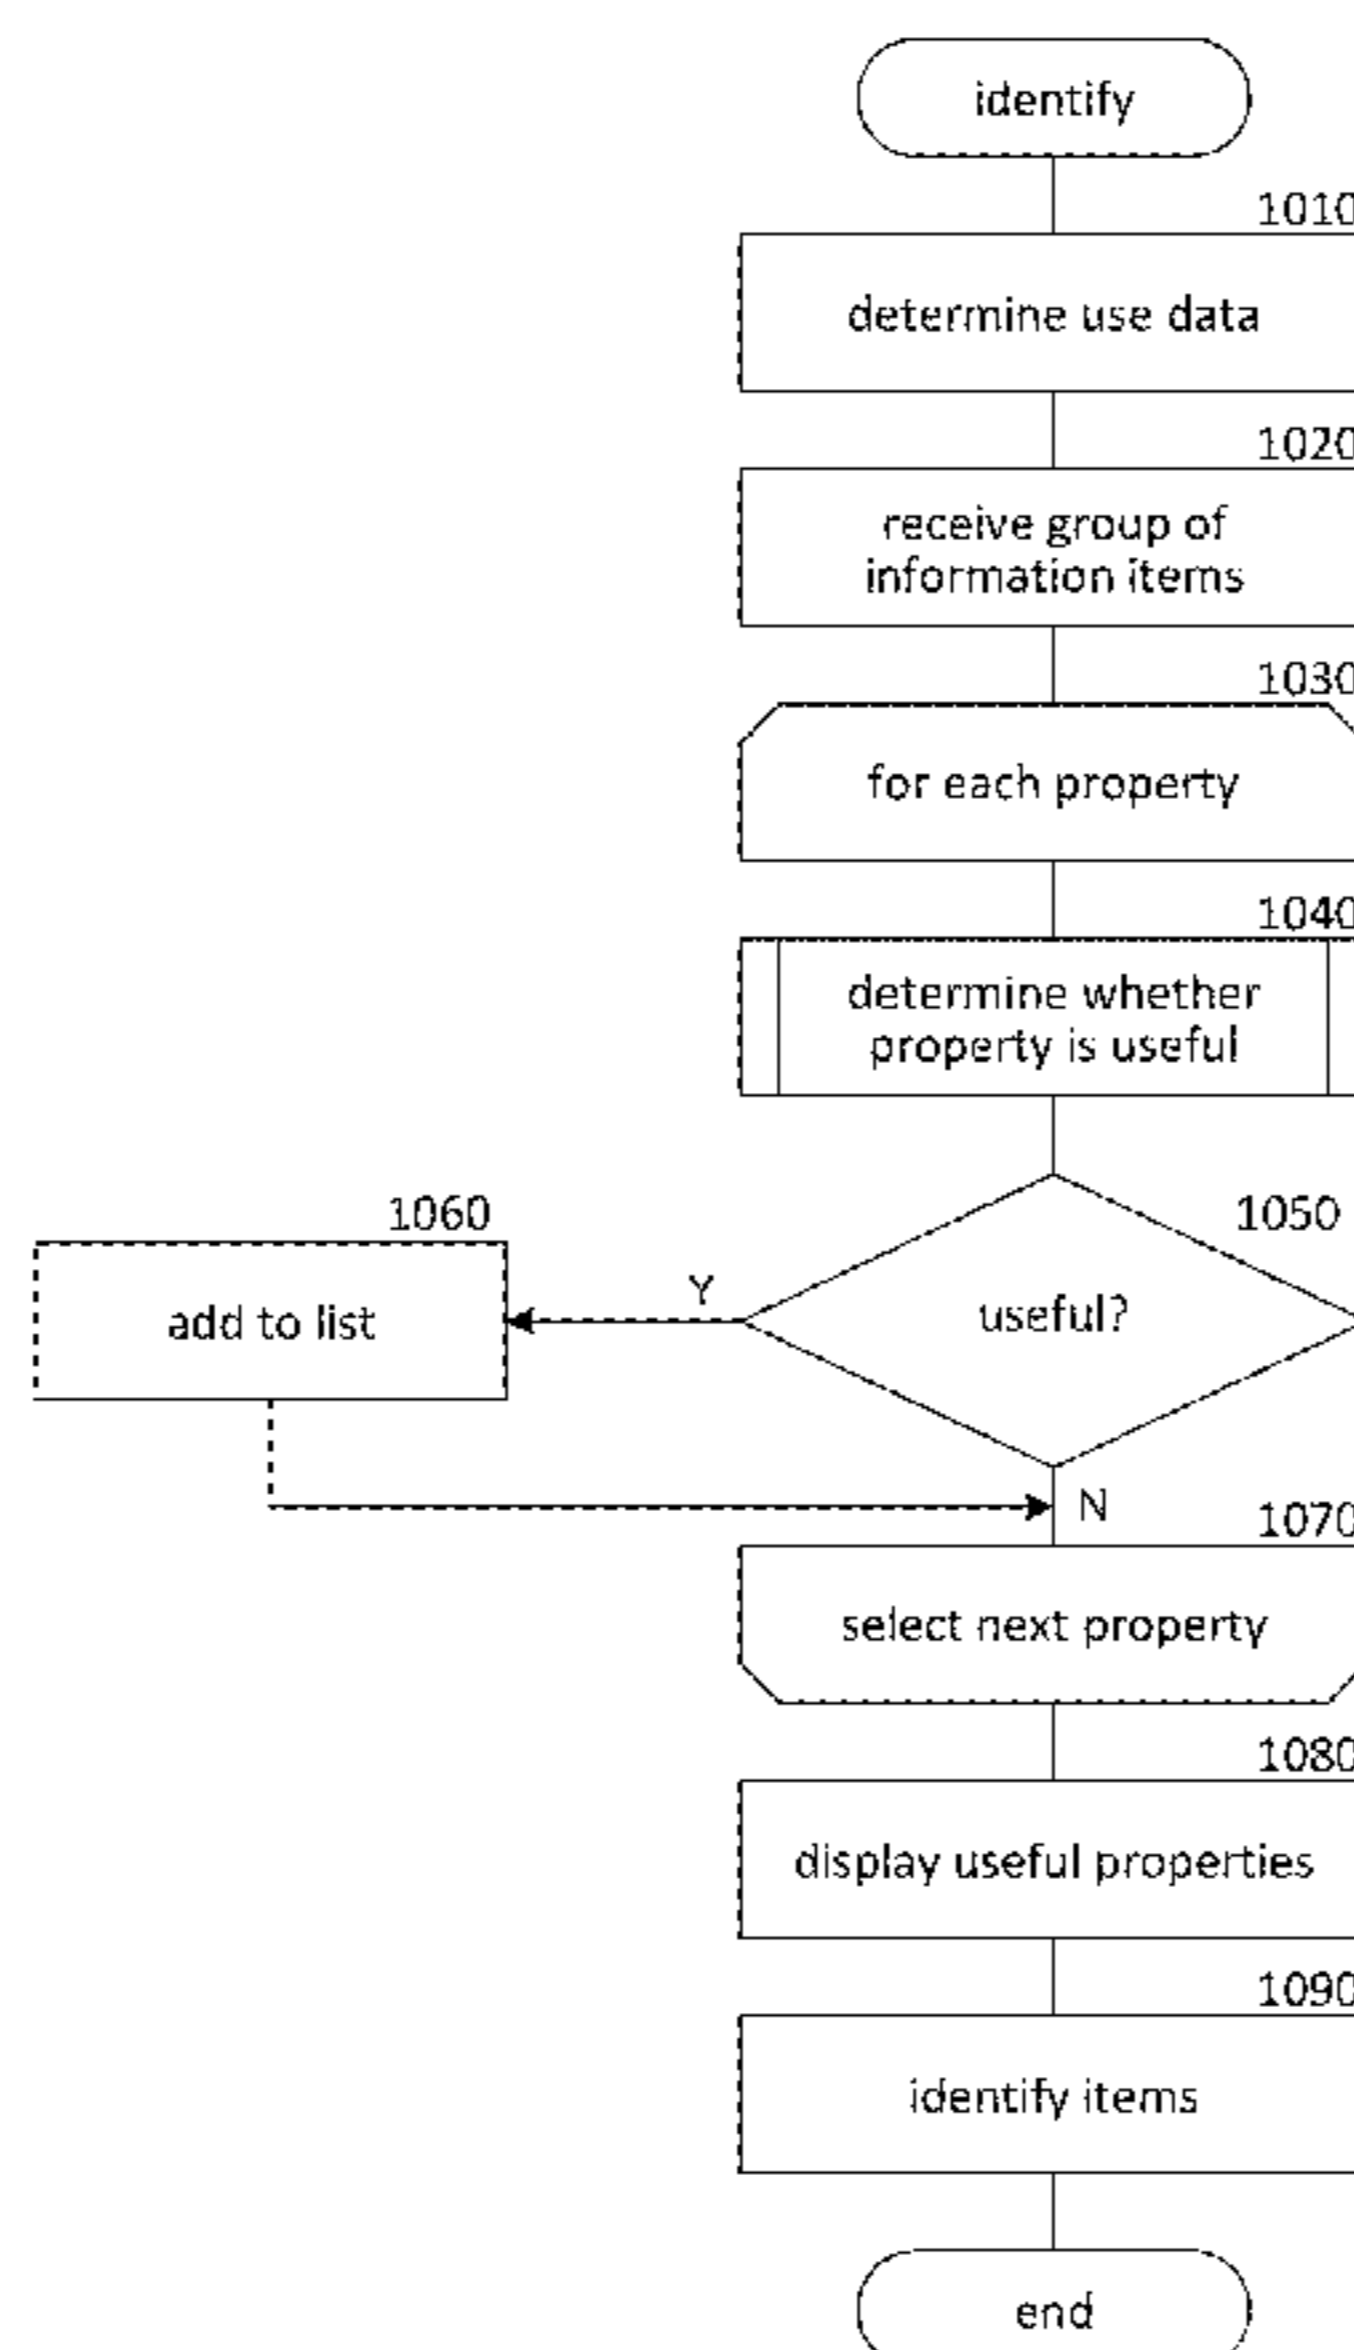 identify
1010
determine use data
1020
receive group of
information items
1030
for each property
1040
determine whether
property is useful
1060
1050
Y
add to list
useful?
N
1070
select next property
1080
display useful properties
1090
identify items
end